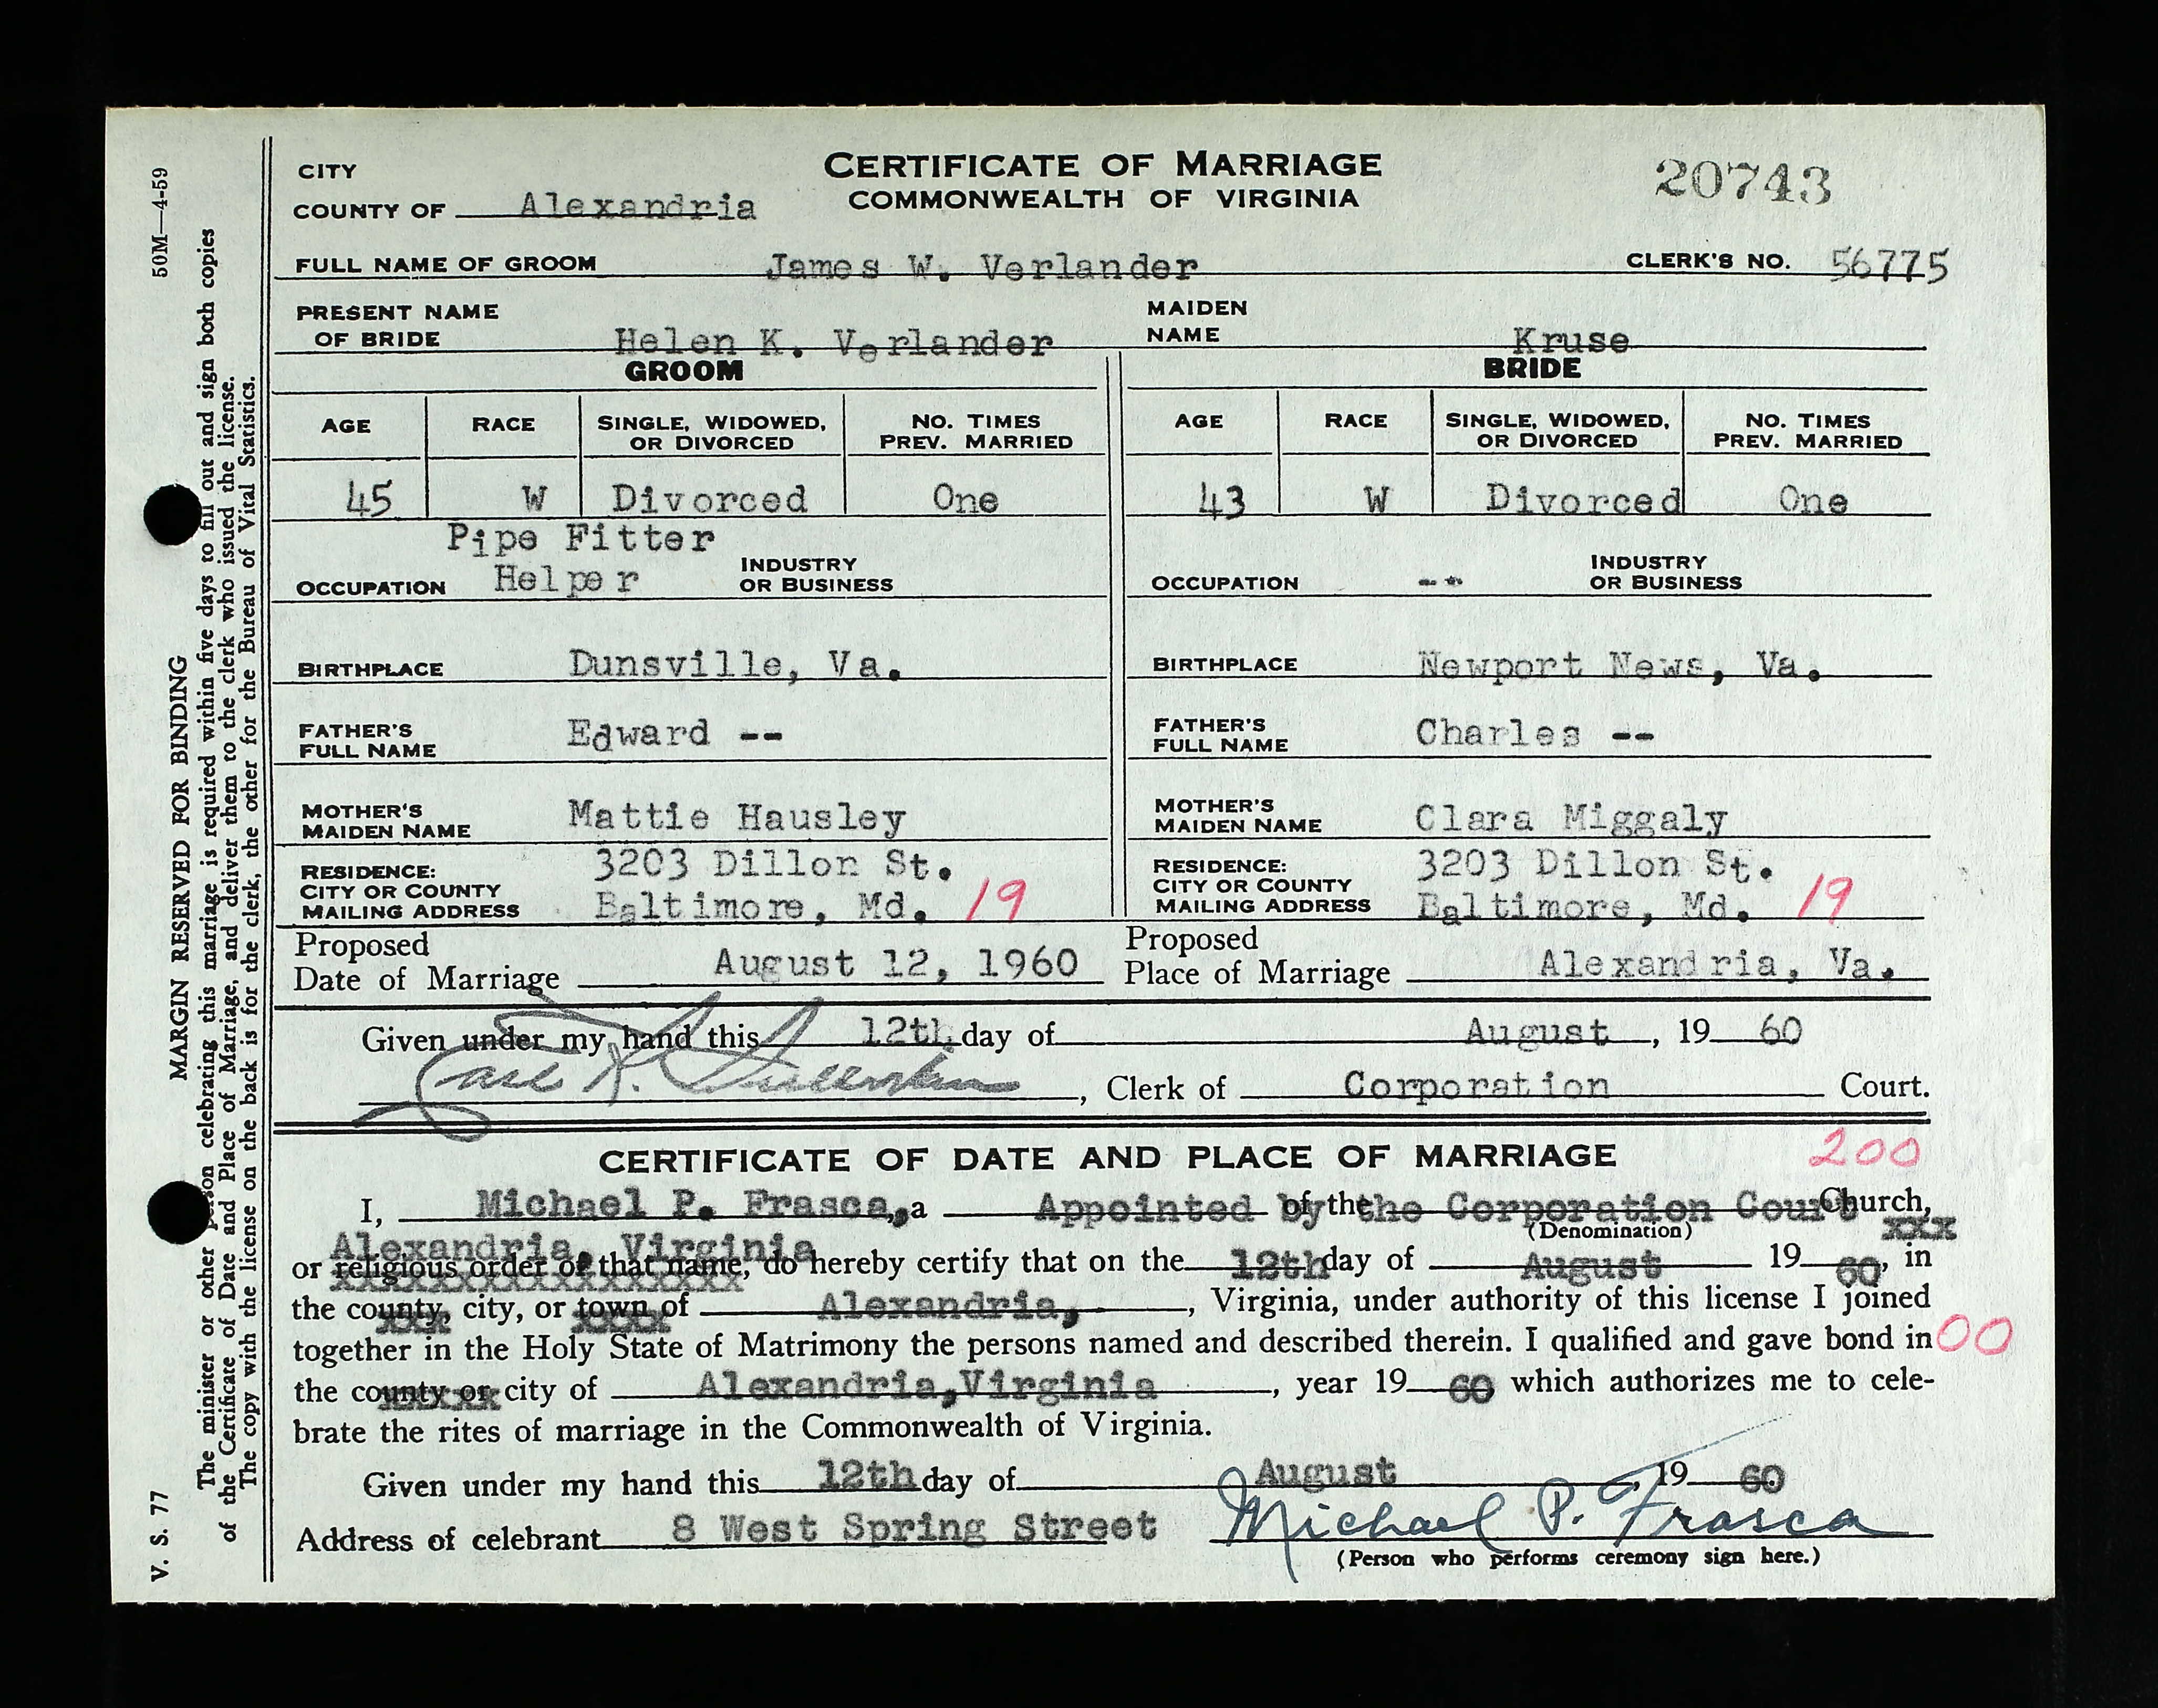 50M—4-59
MARGIN RESERVED FOR BINDING
The minister or other person celebrating this marriage is required within five days to fill out and sign both copies
of the Certificate of Date and Place of Marriage, and deliver them to the clerk who issued the license.
The copy with the license on the back is for the clerk, the other for the Bureau of Vital Statistics.
V. S. 77
CERTIFICATE OF MARRIAGE
COMMONWEALTH OF VIRGINIA
20743
CITY
COUNTY OF Alexandria
FULL NAME OF GROOM James W. Verlander CLERK'S NO. 56775
PRESENT NAME OF BRIDE Helen K. Verlander MAIDEN NAME Kruse
GROOM BRIDE
AGE RACE SINGLE, WIDOWED, OR DIVORCED NO. TIMES PREV. MARRIED AGE RACE SINGLE, WIDOWED, OR DIVORCED NO. TIMES PREV. MARRIED
45 W Divorced One 43 W Divorced One
OCCUPATION Pipe Fitter Helper INDUSTRY OR BUSINESS OCCUPATION -- INDUSTRY OR BUSINESS
BIRTHPLACE Dunsville, Va. BIRTHPLACE Newport News, Va.
FATHER'S FULL NAME Edward -- FATHER'S FULL NAME Charles --
MOTHER'S MAIDEN NAME Mattie Hausley MOTHER'S MAIDEN NAME Clara Miggaly
RESIDENCE: 3203 Dillon St. RESIDENCE: 3203 Dillon St.
CITY OR COUNTY CITY OR COUNTY
MAILING ADDRESS Baltimore, Md. 19 MAILING ADDRESS Baltimore, Md. 19
Proposed Date of Marriage August 12, 1960 Proposed Place of Marriage Alexandria, Va.
Given under my hand this 12th day of August, 19 60
Carl R. , Clerk of Corporation Court.
CERTIFICATE OF DATE AND PLACE OF MARRIAGE 200
I, Michael P. Frasca, a Appointed by the Corporation Court of the Church,
(Denomination) xxx
Alexandria, Virginia
or religious order of that name, do hereby certify that on the 12th day of August 19 60, in
the county, city, or town of Alexandria, , Virginia, under authority of this license I joined
together in the Holy State of Matrimony the persons named and described therein. I qualified and gave bond in 00
the county or city of Alexandria, Virginia , year 19 60 which authorizes me to cele-
brate the rites of marriage in the Commonwealth of Virginia.
Given under my hand this 12th day of August , 19 60
Address of celebrant 8 West Spring Street Michael P. Frasca
(Person who performs ceremony sign here.)